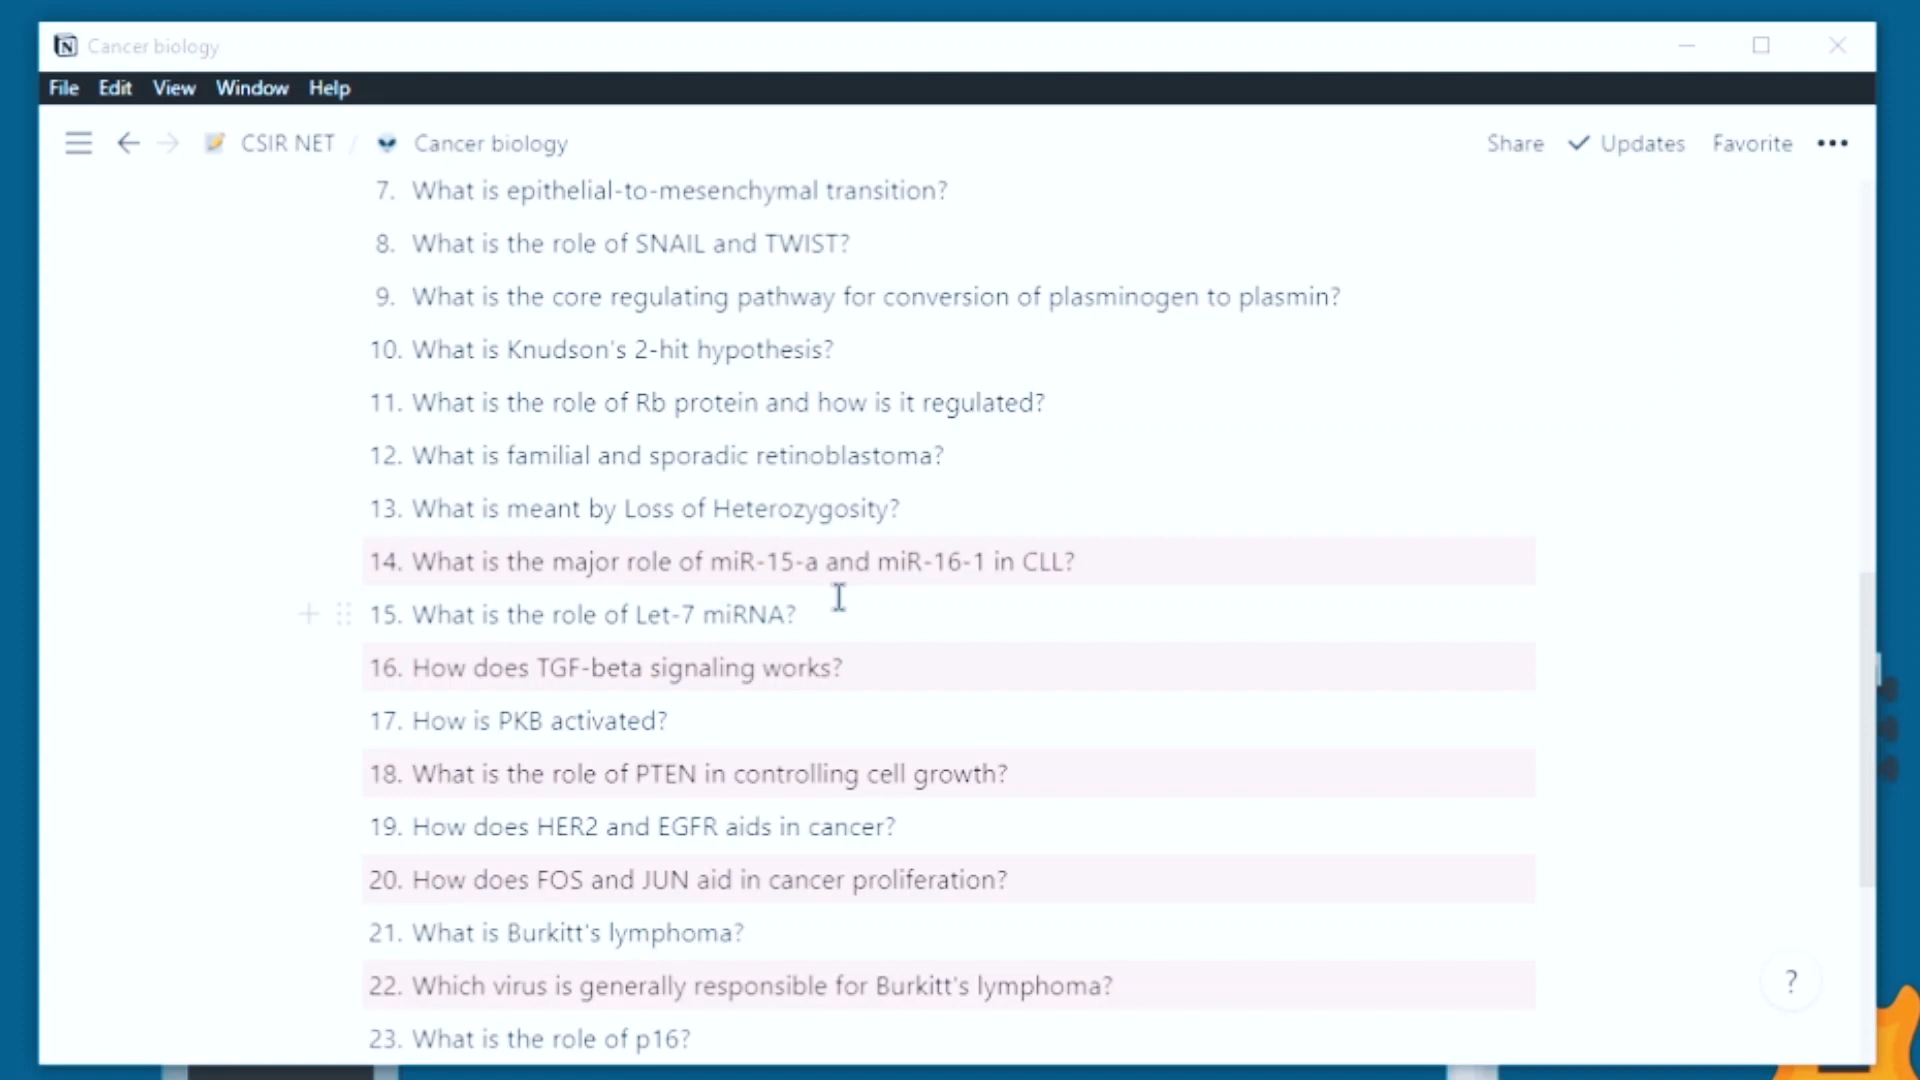 Cancer biology
File Edit View Window Help
CSIR NET / Cancer biology Share Updates Favorite
7. What is epithelial-to-mesenchymal transition?
8. What is the role of SNAIL and TWIST?
9. What is the core regulating pathway for conversion of plasminogen to plasmin?
10. What is Knudson's 2-hit hypothesis?
11. What is the role of Rb protein and how is it regulated?
12. What is familial and sporadic retinoblastoma?
13. What is meant by Loss of Heterozygosity?
14. What is the major role of miR-15-a and miR-16-1 in CLL?
15. What is the role of Let-7 miRNA?
16. How does TGF-beta signaling works?
17. How is PKB activated?
18. What is the role of PTEN in controlling cell growth?
19. How does HER2 and EGFR aids in cancer?
20. How does FOS and JUN aid in cancer proliferation?
21. What is Burkitt's lymphoma?
22. Which virus is generally responsible for Burkitt's lymphoma?
?
23. What is the role of p16?